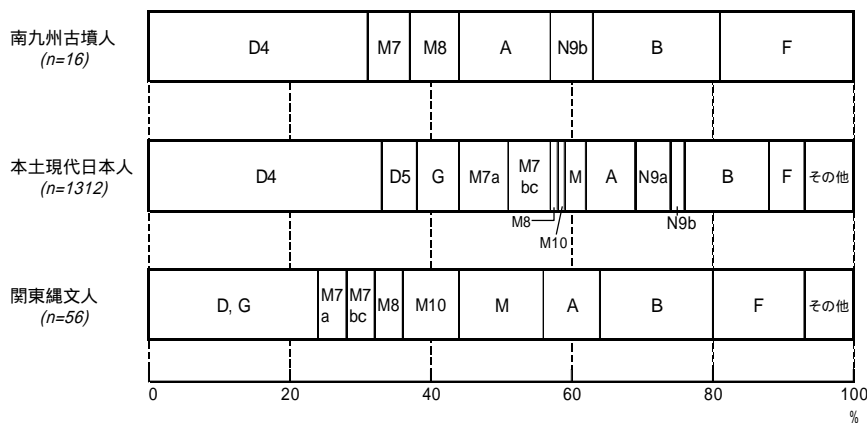 南九州古墳人
(n=16)
D4 M7 M8 A N9b B F
本土現代日本人
(n=1312)
D4 D5 G M7a M7 bc M A N9a B F その他
M8 M10 N9b
関東縄文人
(n=56)
D, G M7 a M7 bc M8 M10 M A B F その他
0 20 40 60 80 100
%